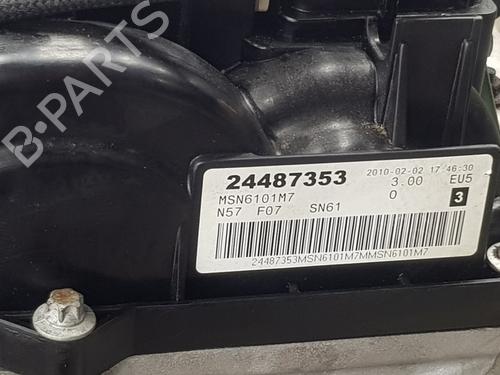 B-PARTS
24487353 2010-02-02 17:46:30
MSN6101M7 3.00 EU5
N57 F07 SN61 0 3
24487353MSN6101M7MMSN6101M7